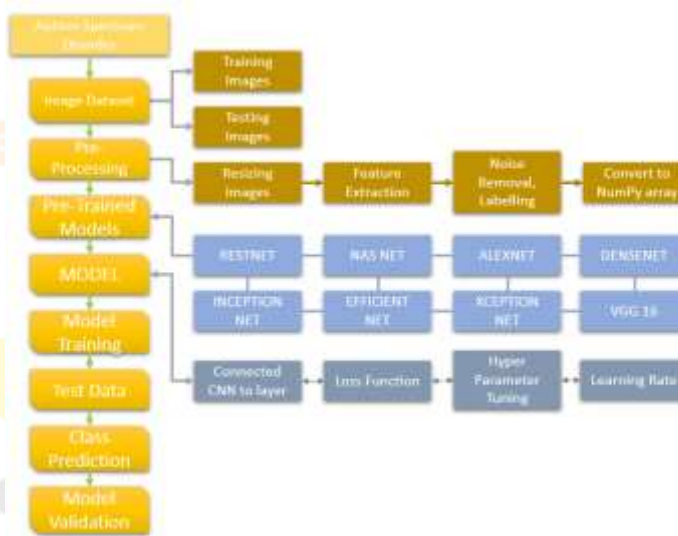 Autism Spectrum
Disorder
Image Dataset
Training
Images
Testing
Images
Pre-
Processing
Resizing
Images
Feature
Extraction
Noise
Removal,
Labelling
Convert to
NumPy array
Pre-Trained
Models
RESTNET
NAS NET
ALEXNET
DENSENET
MODEL
INCEPTION
NET
EFFICIENT
NET
XCEPTION
NET
VGG 16
Model
Training
Connected
CNN to layer
Loss Function
Hyper
Parameter
Tuning
Learning Rate
Test Data
Class
Prediction
Model
Validation